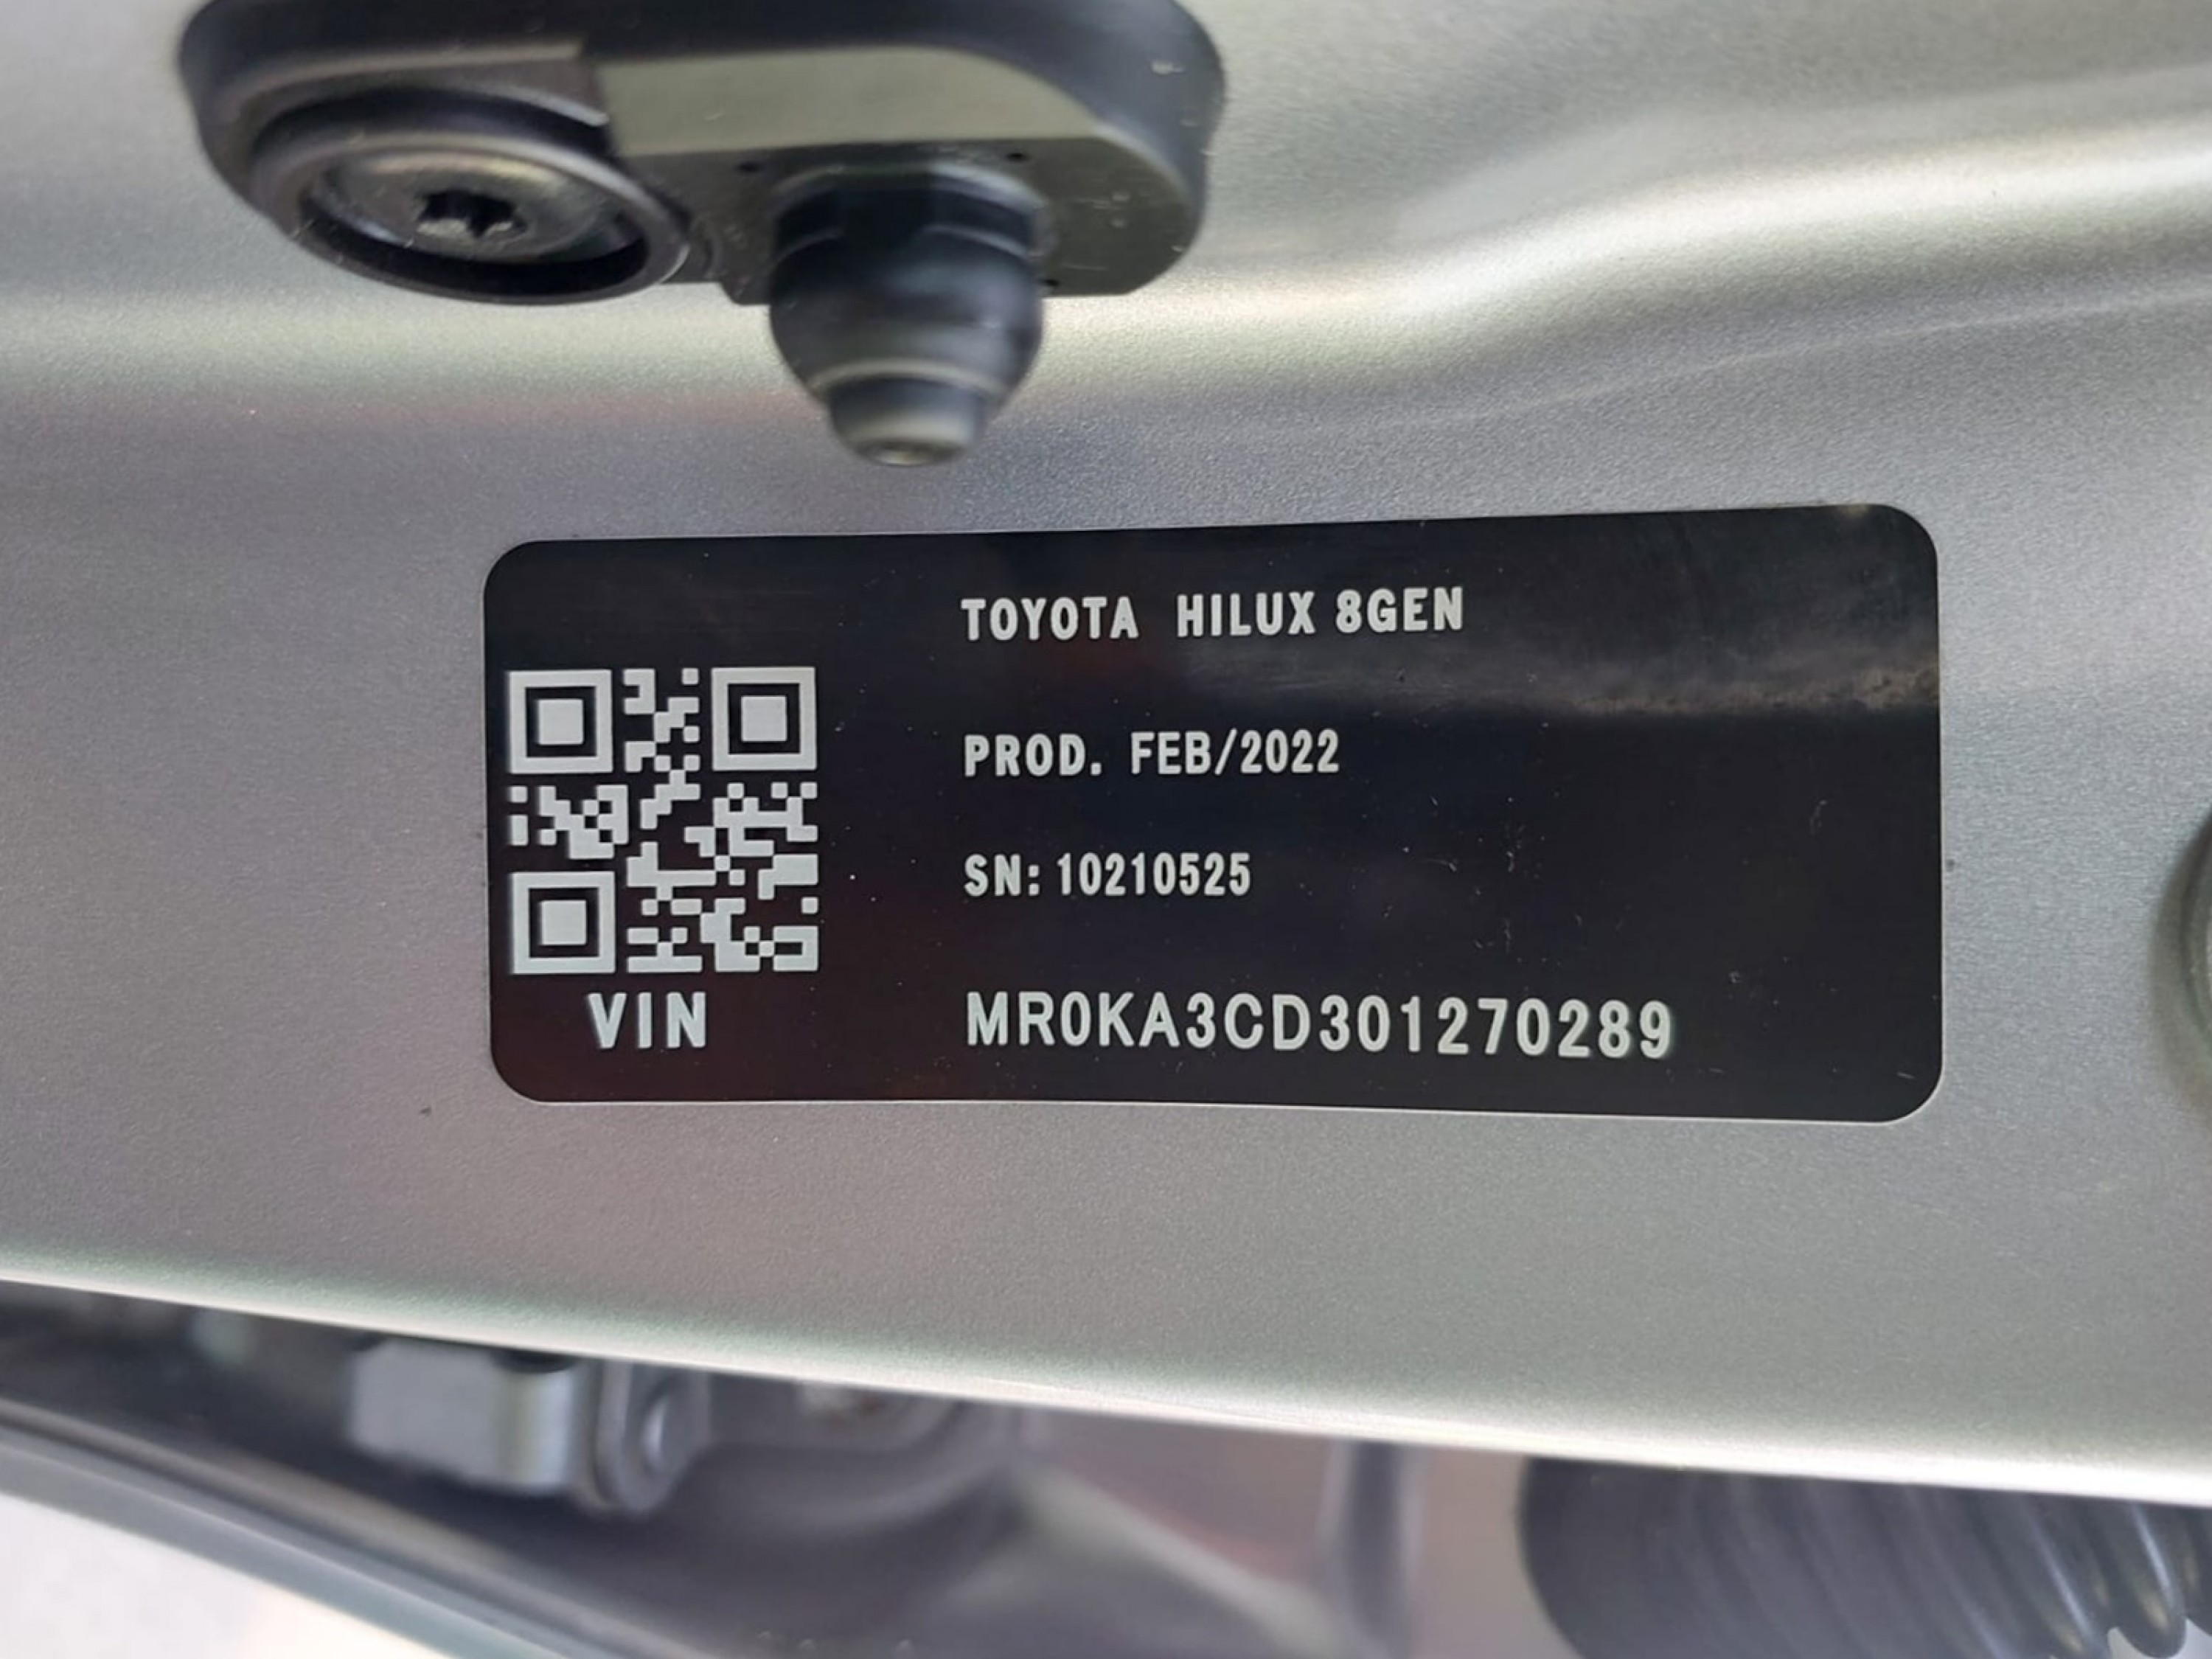 TOYOTA HILUX 8GEN
PROD. FEB/2022
SN: 10210525
VIN MR0KA3CD301270289